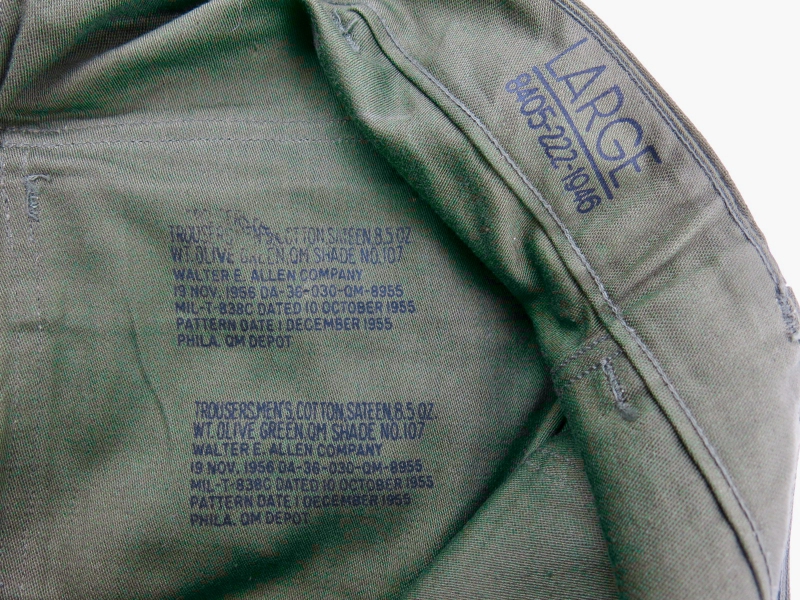 LARGE
8405-222-1946
TROUSERS, MEN'S, COTTON, SATEEN, 8.5 OZ
WT. OLIVE GREEN, QM SHADE NO. 107
WALTER E. ALLEN COMPANY
19 NOV. 1956 DA-36-030-QM-8955
MIL-T-838C DATED 10 OCTOBER 1955
PATTERN DATE 1 DECEMBER 1955
PHILA. QM DEPOT
TROUSERS, MEN'S, COTTON, SATEEN, 8.5 OZ.
WT. OLIVE GREEN, QM SHADE NO. 107
WALTER E. ALLEN COMPANY
19 NOV. 1956 DA-36-030-QM-8955
MIL-T-838C DATED 10 OCTOBER 1955
PATTERN DATE 1 DECEMBER 1955
PHILA. QM DEPOT